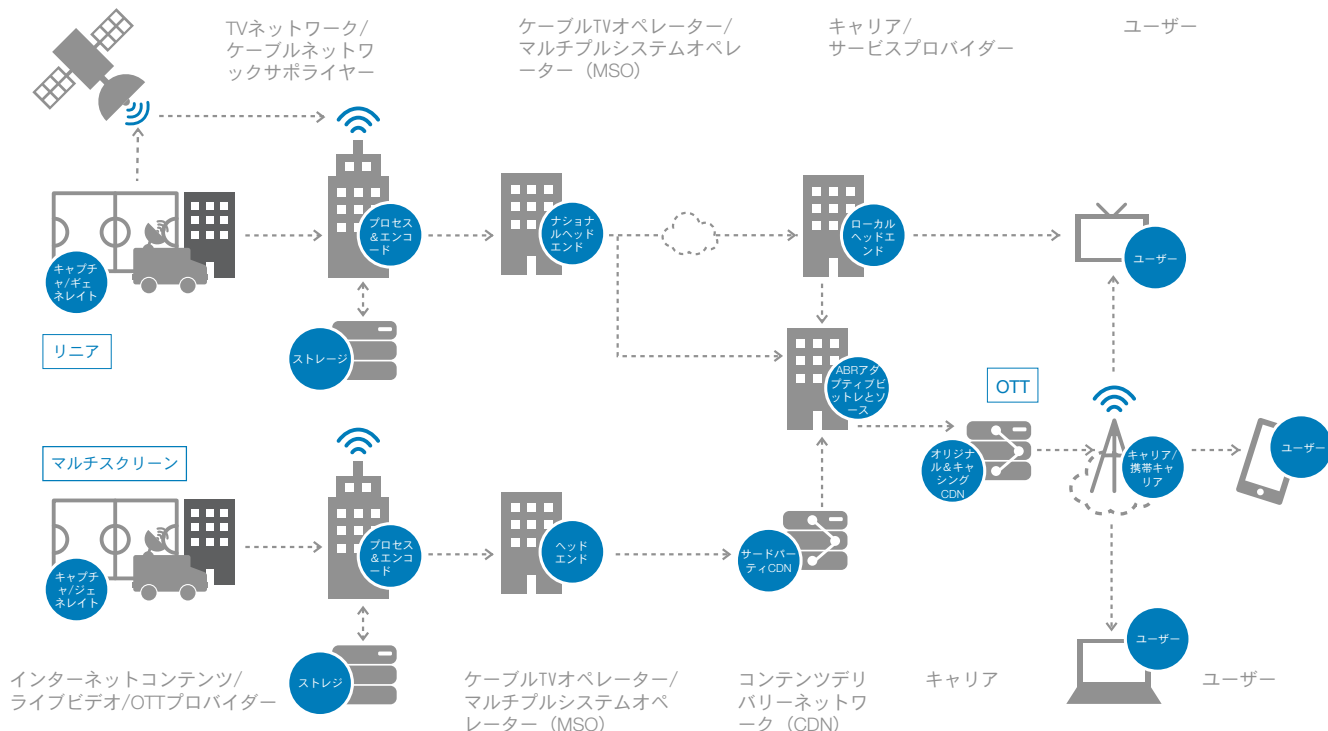 TVネットワーク/
ケーブルネットワ
ックサポライヤー
ケーブルTVオペレーター/
マルチプルシステムオペレ
ーター（MSO）
キャリア/
サービスプロバイダー
ユーザー
キャプチ
ャ/ギェ
ネレイト
プロセス
&エンコ
ード
ナショナ
ルヘッド
エンド
ローカル
ヘッドエ
ンド
ユーザー
リニア
ストレージ
ABRアダ
プティブビ
ットレとソ
ース
OTT
マルチスクリーン
オリジナ
ル&キャ
シング
CDN
キャリア/
携帯キャ
リア
ユーザー
キャプチ
ャ/ジェ
ネレイト
プロセス
&エンコ
ード
ヘッド
エンド
サードパー
ティCDN
ストレジ
ユーザー
インターネットコンテンツ/
ライブビデオ/OTTプロバイダー
ケーブルTVオペレーター/
マルチプルシステムオペ
レーター（MSO）
コンテンツデリ
バリーネットワ
ーク（CDN）
キャリア
ユーザー